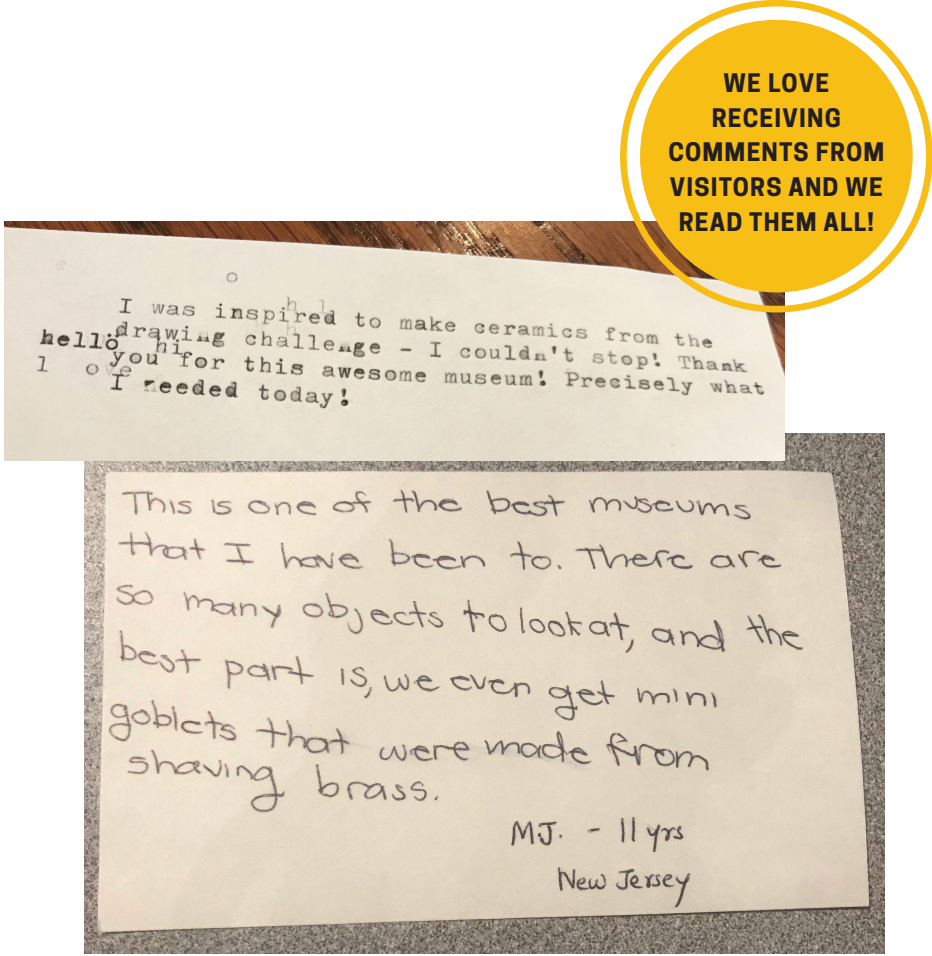 WE LOVE
RECEIVING
COMMENTS FROM
VISITORS AND WE
READ THEM ALL!
e
o
h l
I was inspired to make ceramics from the
h
drawing challenge - I couldn't stop! Thank
hello hi
you for this awesome museum! Precisely what
l o ve
I needed today!
This is one of the best museums
that I have been to. There are
so many objects to look at, and the
best part is, we even get mini
goblets that were made from
shaving brass.
MJ. - 11 yrs
New Jersey